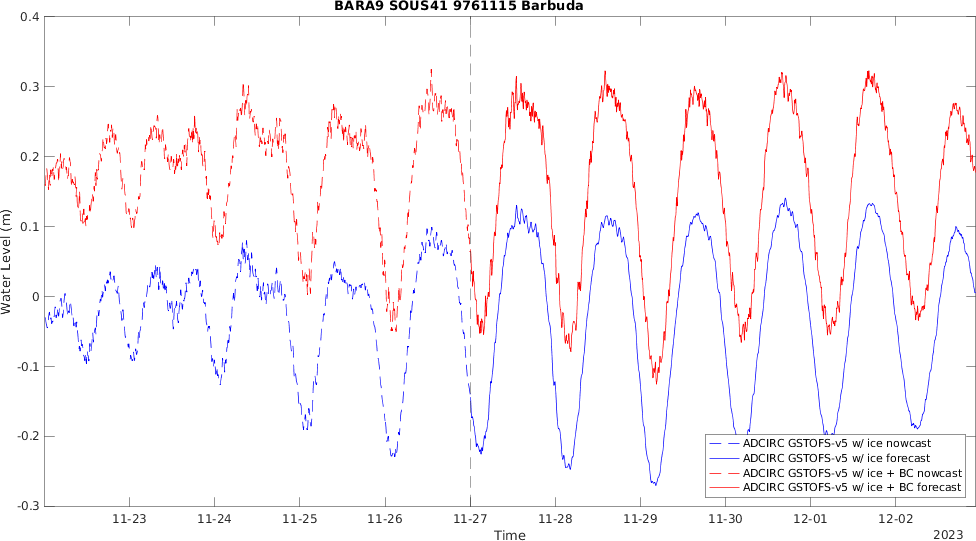 BARA9 SOUS41 9761115 Barbuda
0.4
0.3
0.2
0.1
0
-0.1
-0.2
-0.3
Water Level (m)
ADCIRC GSTOFS-v5 w/ ice nowcast
ADCIRC GSTOFS-v5 w/ ice forecast
ADCIRC GSTOFS-v5 w/ ice + BC nowcast
ADCIRC GSTOFS-v5 w/ ice + BC forecast
11-23 11-24 11-25 11-26 11-27 11-28 11-29 11-30 12-01 12-02
Time
2023